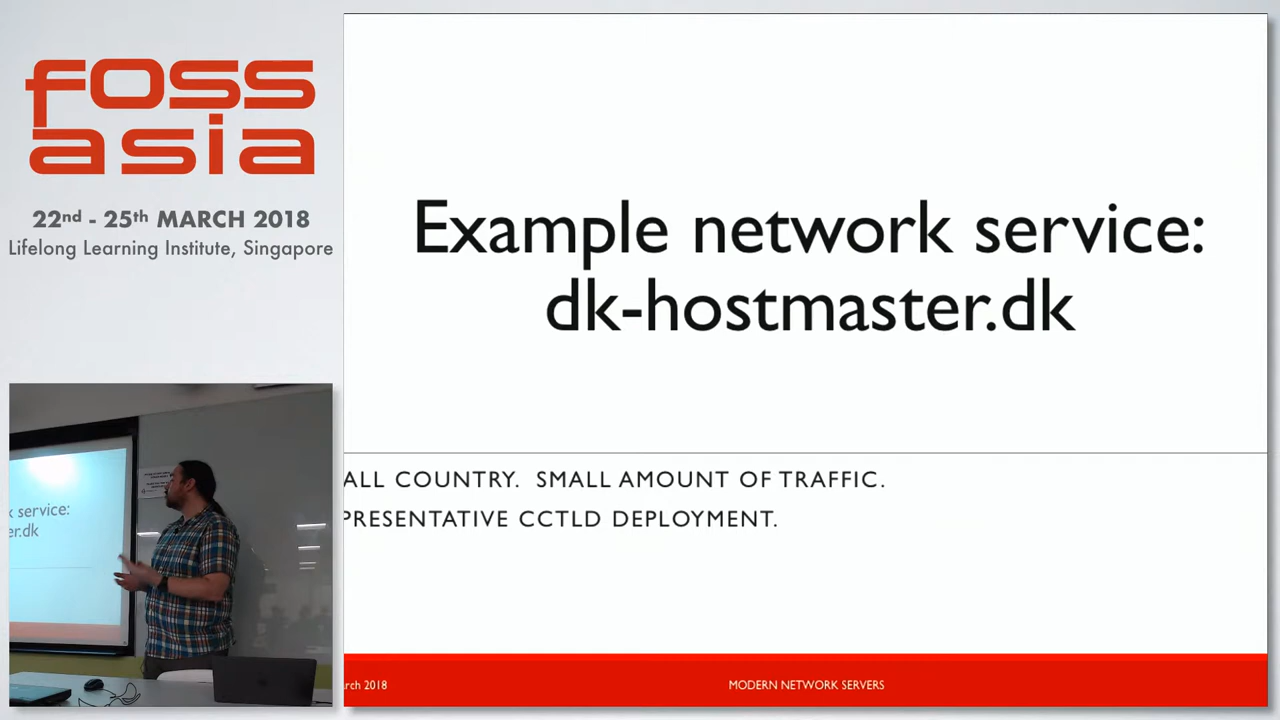 foss
asia
22nd - 25th MARCH 2018
Lifelong Learning Institute, Singapore
Example network service:
dk-hostmaster.dk
ALL COUNTRY. SMALL AMOUNT OF TRAFFIC.
PRESENTATIVE CCTLD DEPLOYMENT.
k service:
er.dk
rch 2018
MODERN NETWORK SERVERS